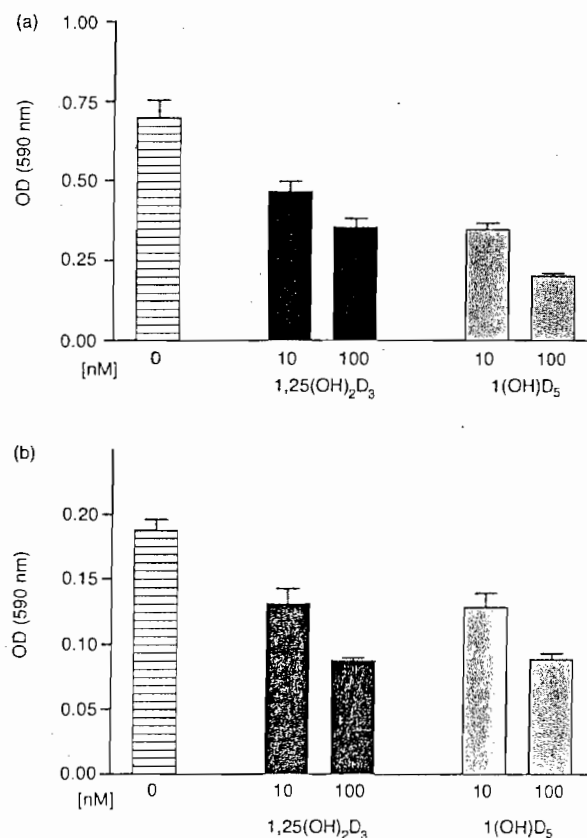 (a)
1.00
0.75
0.50
0.25
0.00
OD (590 nm)
[nM] 0 10 100 10 100
1,25(OH)₂D₃ 1(OH)D₅
(b)
0.20
0.15
0.10
0.05
0.00
OD (590 nm)
[nM] 0 10 100 10 100
1,25(OH)₂D₃ 1(OH)D₅